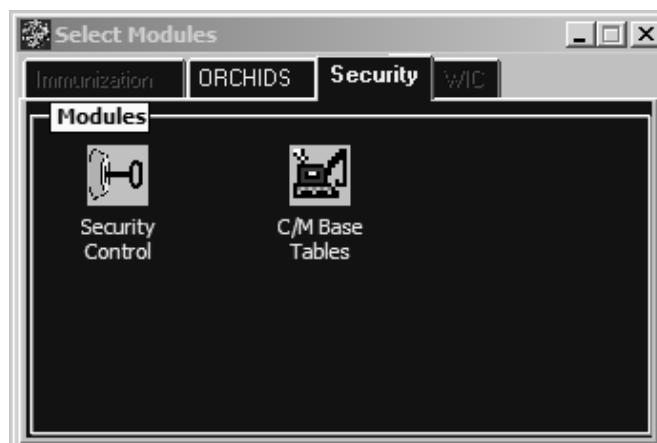 Select Modules
Immunization ORCHIDS Security WIC
Modules
Security C/M Base
Control Tables